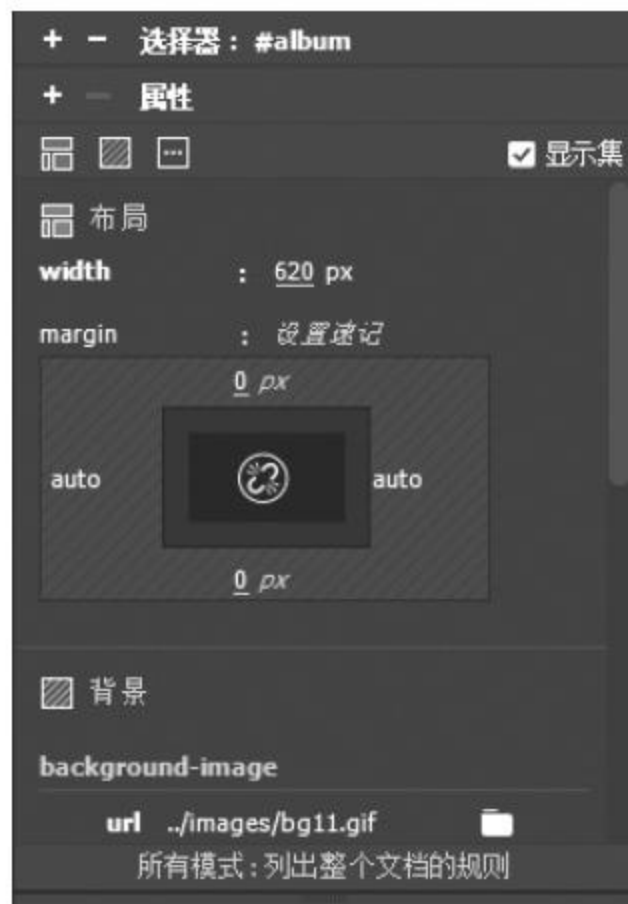 + - 选择器：#album
+ - 属性
显示集
布局
width : 620 px
margin : 设置速记
0 px
auto auto
0 px
背景
background-image
url ../images/bg11.gif
所有模式：列出整个文档的规则